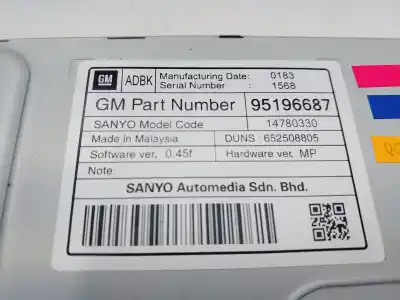 GM ADBK Manufacturing Date: 0183
Serial Number : 1568
GM Part Number 95196687
SANYO Model Code 14780330
Made in Malaysia DUNS : 652508805
Software ver. 0.45f Hardware ver. MP
Note:
SANYO Automedia Sdn. Bhd.
QC